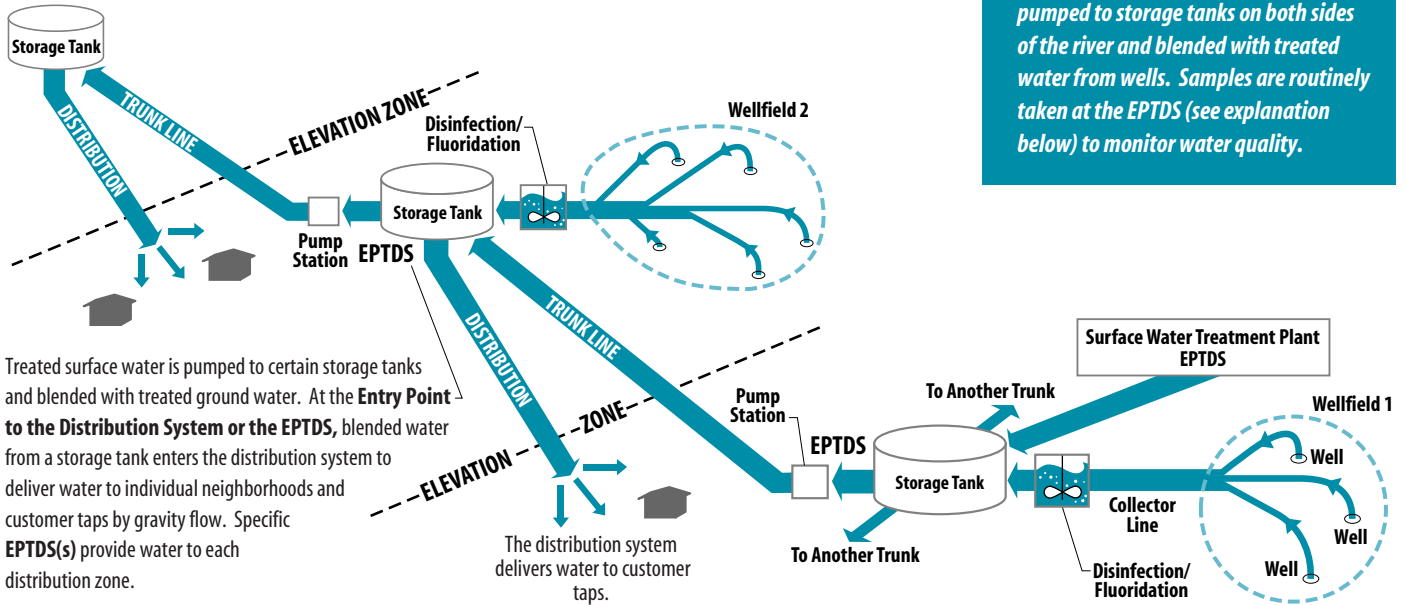 pumped to storage tanks on both sides
of the river and blended with treated
water from wells. Samples are routinely
taken at the EPTDS (see explanation
below) to monitor water quality.
Storage Tank
DISTRIBUTION
TRUNK LINE
ELEVATION ZONE
Disinfection/
Fluoridation
Wellfield 2
Storage Tank
Pump
Station
EPTDS
DISTRIBUTION
TRUNK LINE
Treated surface water is pumped to certain storage tanks
and blended with treated ground water. At the Entry Point
to the Distribution System or the EPTDS, blended water
from a storage tank enters the distribution system to
deliver water to individual neighborhoods and
customer taps by gravity flow. Specific
EPTDS(s) provide water to each
distribution zone.
ELEVATION ZONE
The distribution system
delivers water to customer
taps.
Surface Water Treatment Plant
EPTDS
Pump
Station
EPTDS
To Another Trunk
Storage Tank
To Another Trunk
Collector
Line
Disinfection/
Fluoridation
Wellfield 1
Well
Well
Well